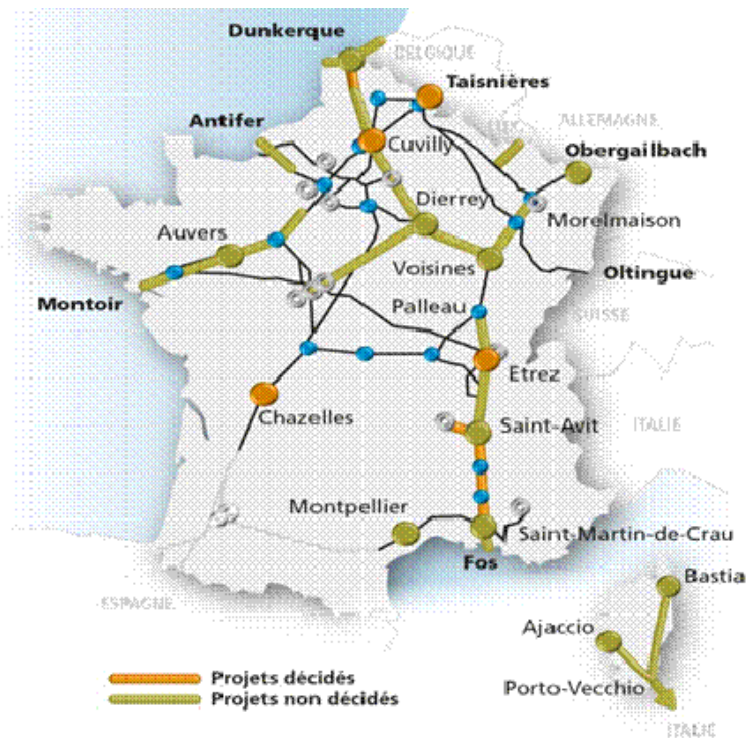 Dunkerque
BELGIQUE
Taisnières
Antifer
ALLEMAGNE
Cuvilly
Obergailbach
Dierrey
Morelmaison
Auvers
Voisines
Oltingue
Montoir
Palleau
SUISSE
Etrez
Chazelles
Saint-Avit
ITALIE
Montpellier
Saint-Martin-de-Crau
Fos
Bastia
ESPAGNE
Ajaccio
Projets décidés
Porto-Vecchio
Projets non décidés
ITALIE